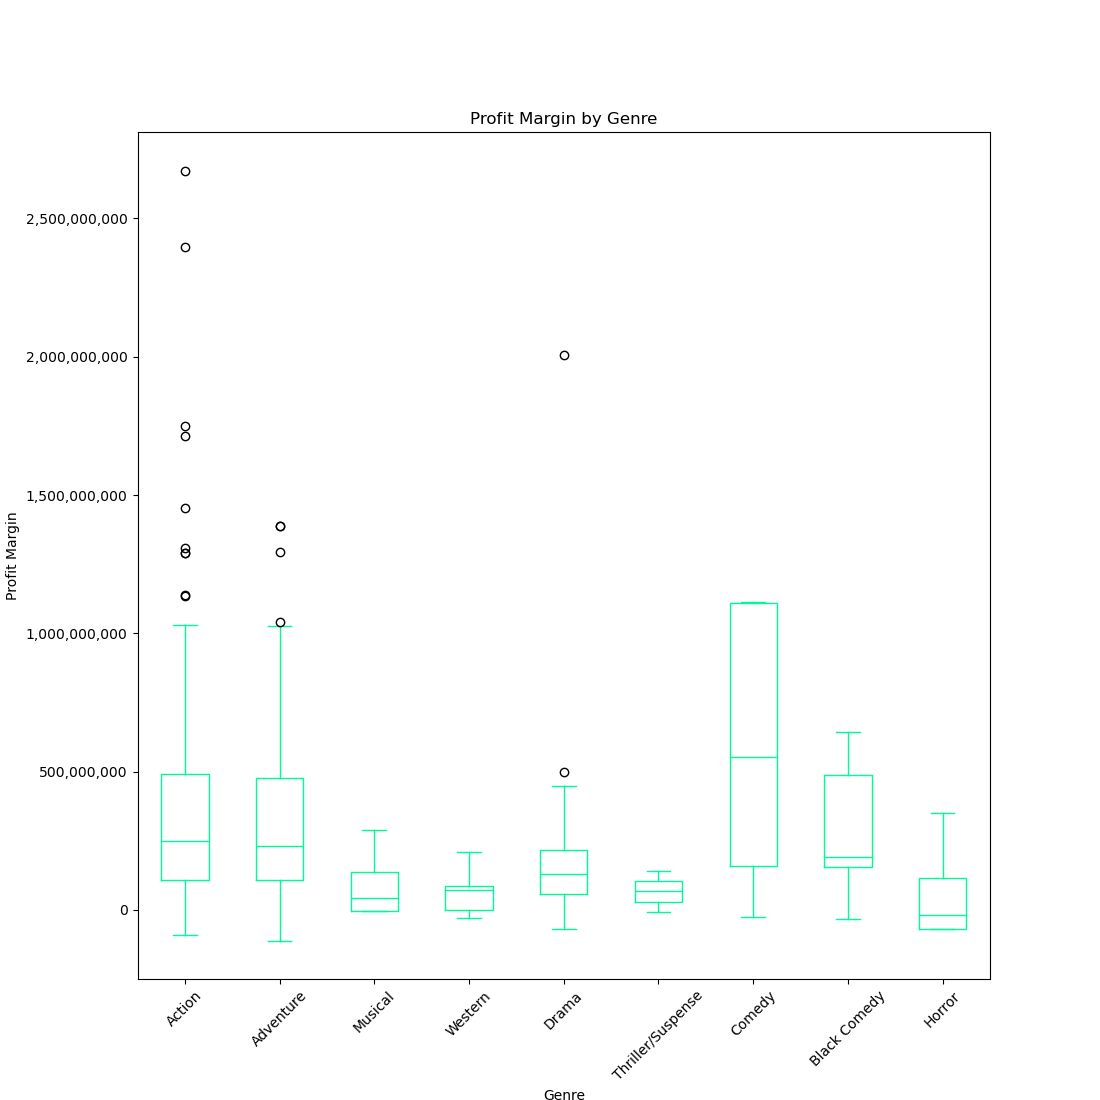 Profit Margin by Genre
2,500,000,000
2,000,000,000
1,500,000,000
1,000,000,000
500,000,000
0
Profit Margin
Action
Adventure
Musical
Western
Drama
Thriller/Suspense
Comedy
Black Comedy
Horror
Genre